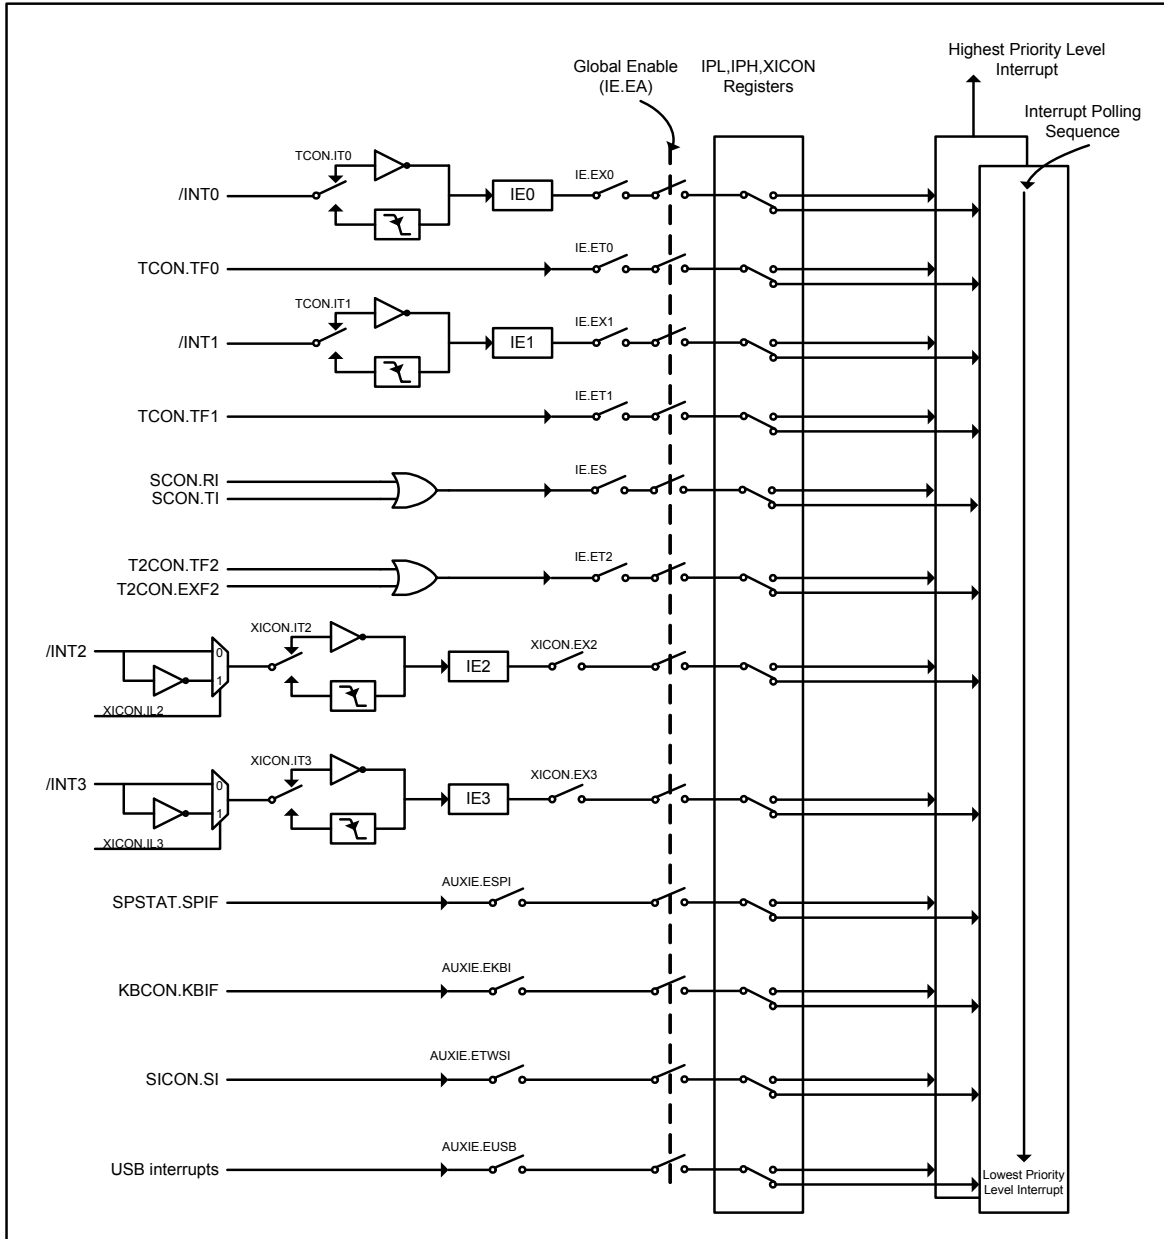 Highest Priority Level
Interrupt
Global Enable
(IE.EA)
IPL,IPH,XICON
Registers
Interrupt Polling
Sequence
TCON.IT0
/INT0
IE0
IE.EX0
TCON.TF0
IE.ET0
TCON.IT1
/INT1
IE1
IE.EX1
TCON.TF1
IE.ET1
SCON.RI
SCON.TI
IE.ES
T2CON.TF2
T2CON.EXF2
IE.ET2
/INT2
0
1
XICON.IL2
XICON.IT2
IE2
XICON.EX2
/INT3
0
1
XICON.IL3
XICON.IT3
IE3
XICON.EX3
SPSTAT.SPIF
AUXIE.ESPI
KBCON.KBIF
AUXIE.EKBI
SICON.SI
AUXIE.ETWSI
USB interrupts
AUXIE.EUSB
Lowest Priority
Level Interrupt